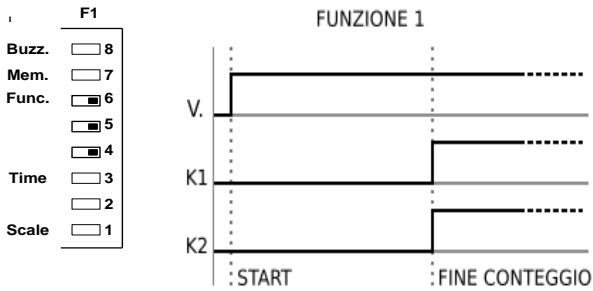 F1
Buzz. 8
Mem. 7
Func. 6
5
4
Time 3
2
Scale 1
FUNZIONE 1
V.
K1
K2
START
FINE CONTEGGIO